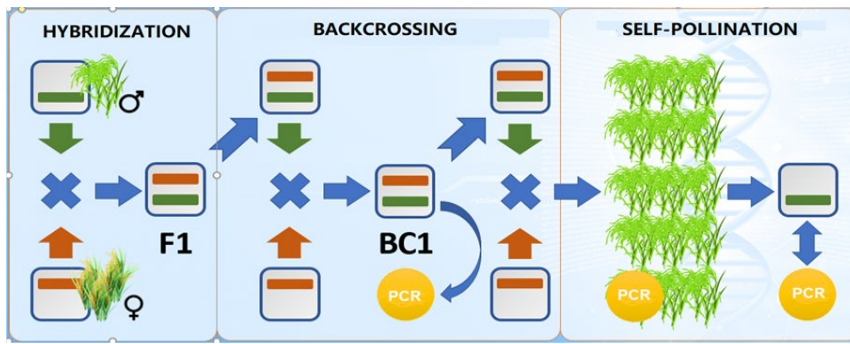 HYBRIDIZATION
BACKCROSSING
SELF-POLLINATION
♂
F1
BC1
♀
PCR
PCR
PCR